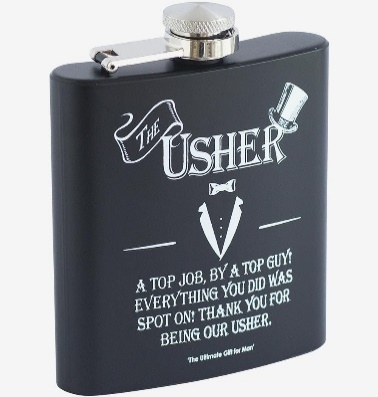 THE
USHER
A TOP JOB, BY A TOP GUY!
EVERYTHING YOU DID WAS
SPOT ON! THANK YOU FOR
BEING OUR USHER.
'The Ultimate Gift for Man'